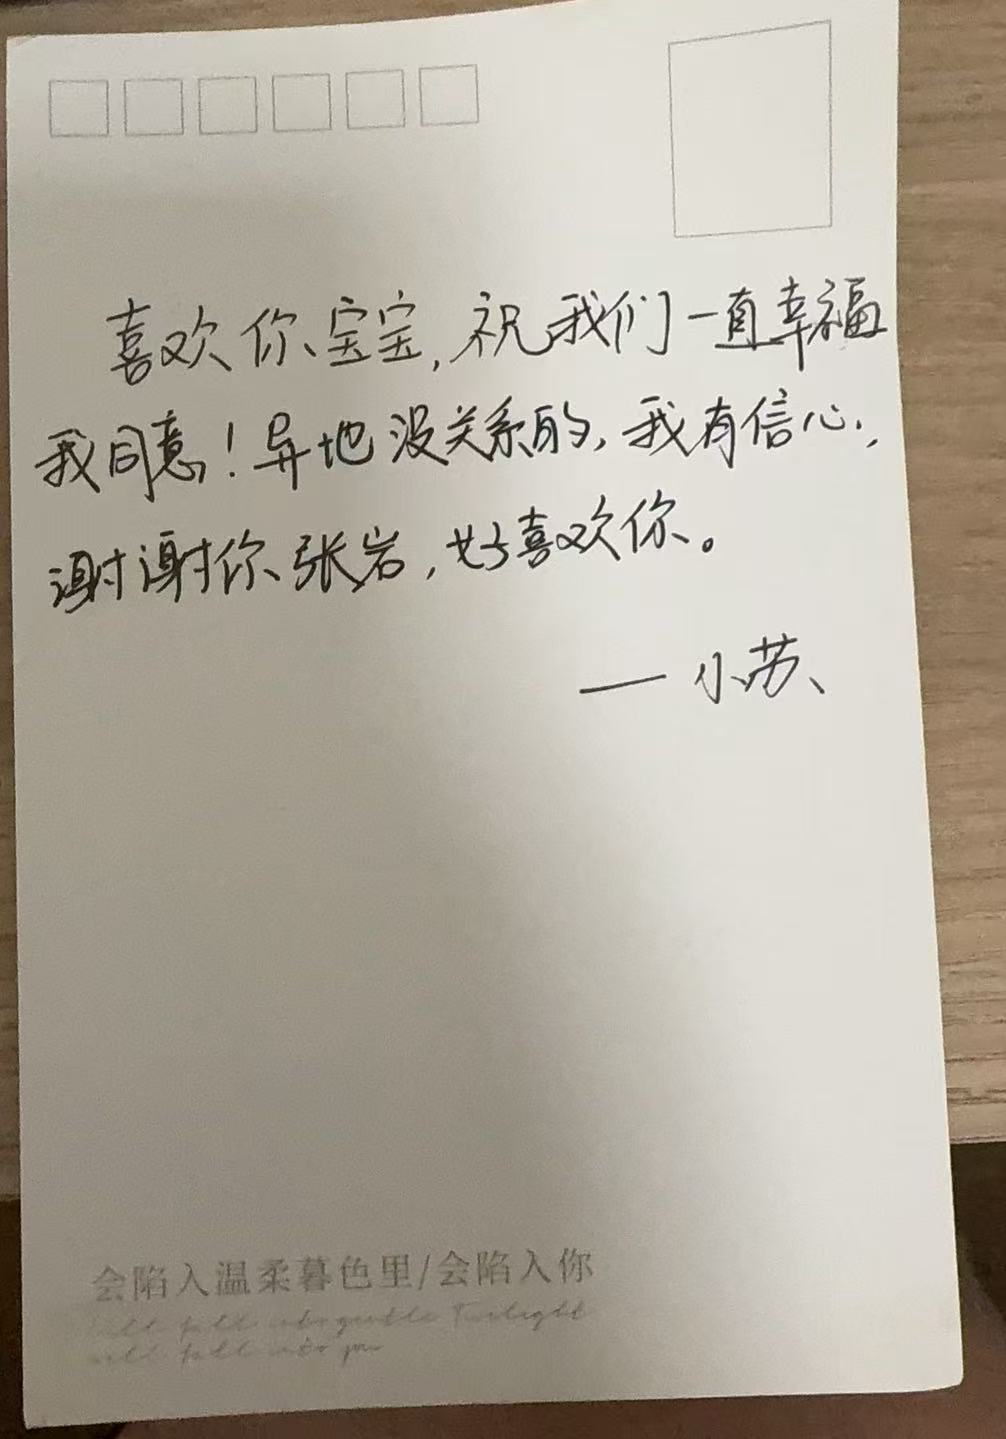 喜欢你宝宝,祝我们一直幸福
我同意!异地没关系的,我有信心,
谢谢你张岩,好喜欢你。
——小苏
会陷入温柔暮色里/会陷入你
will fall into gentle Twilight
will fall into you